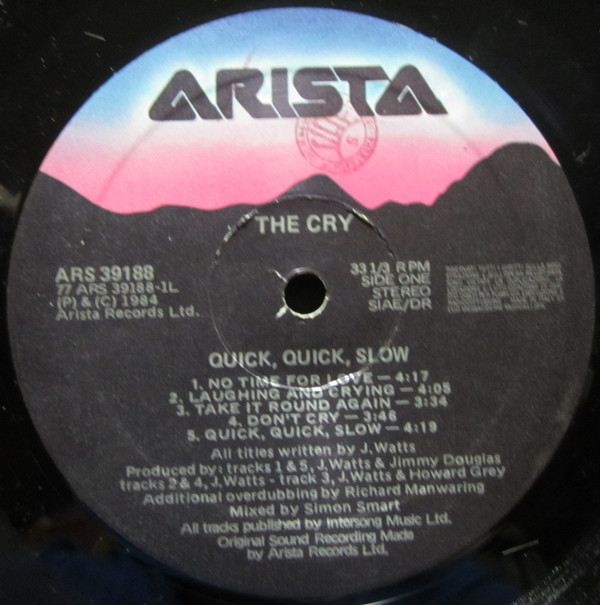 ARISTA
SIAE
THE CRY
ARS 39188
77 ARS 39188-1L
(P) & (C) 1984
Arista Records Ltd.
33 1/3 RPM
SIDE ONE
STEREO
SIAE/DR
QUICK, QUICK, SLOW
1. NO TIME FOR LOVE — 4:17
2. LAUGHING AND CRYING — 4:05
3. TAKE IT ROUND AGAIN — 3:34
4. DON'T CRY — 3:46
5. QUICK, QUICK, SLOW — 4:19
All titles written by J. Watts
Produced by: tracks 1 & 5, J. Watts & Jimmy Douglas
tracks 2 & 4, J. Watts - track 3, J. Watts & Howard Grey
Additional overdubbing by Richard Manwaring
Mixed by Simon Smart
All tracks published by Intersong Music Ltd.
Original Sound Recording Made
by Arista Records Ltd.